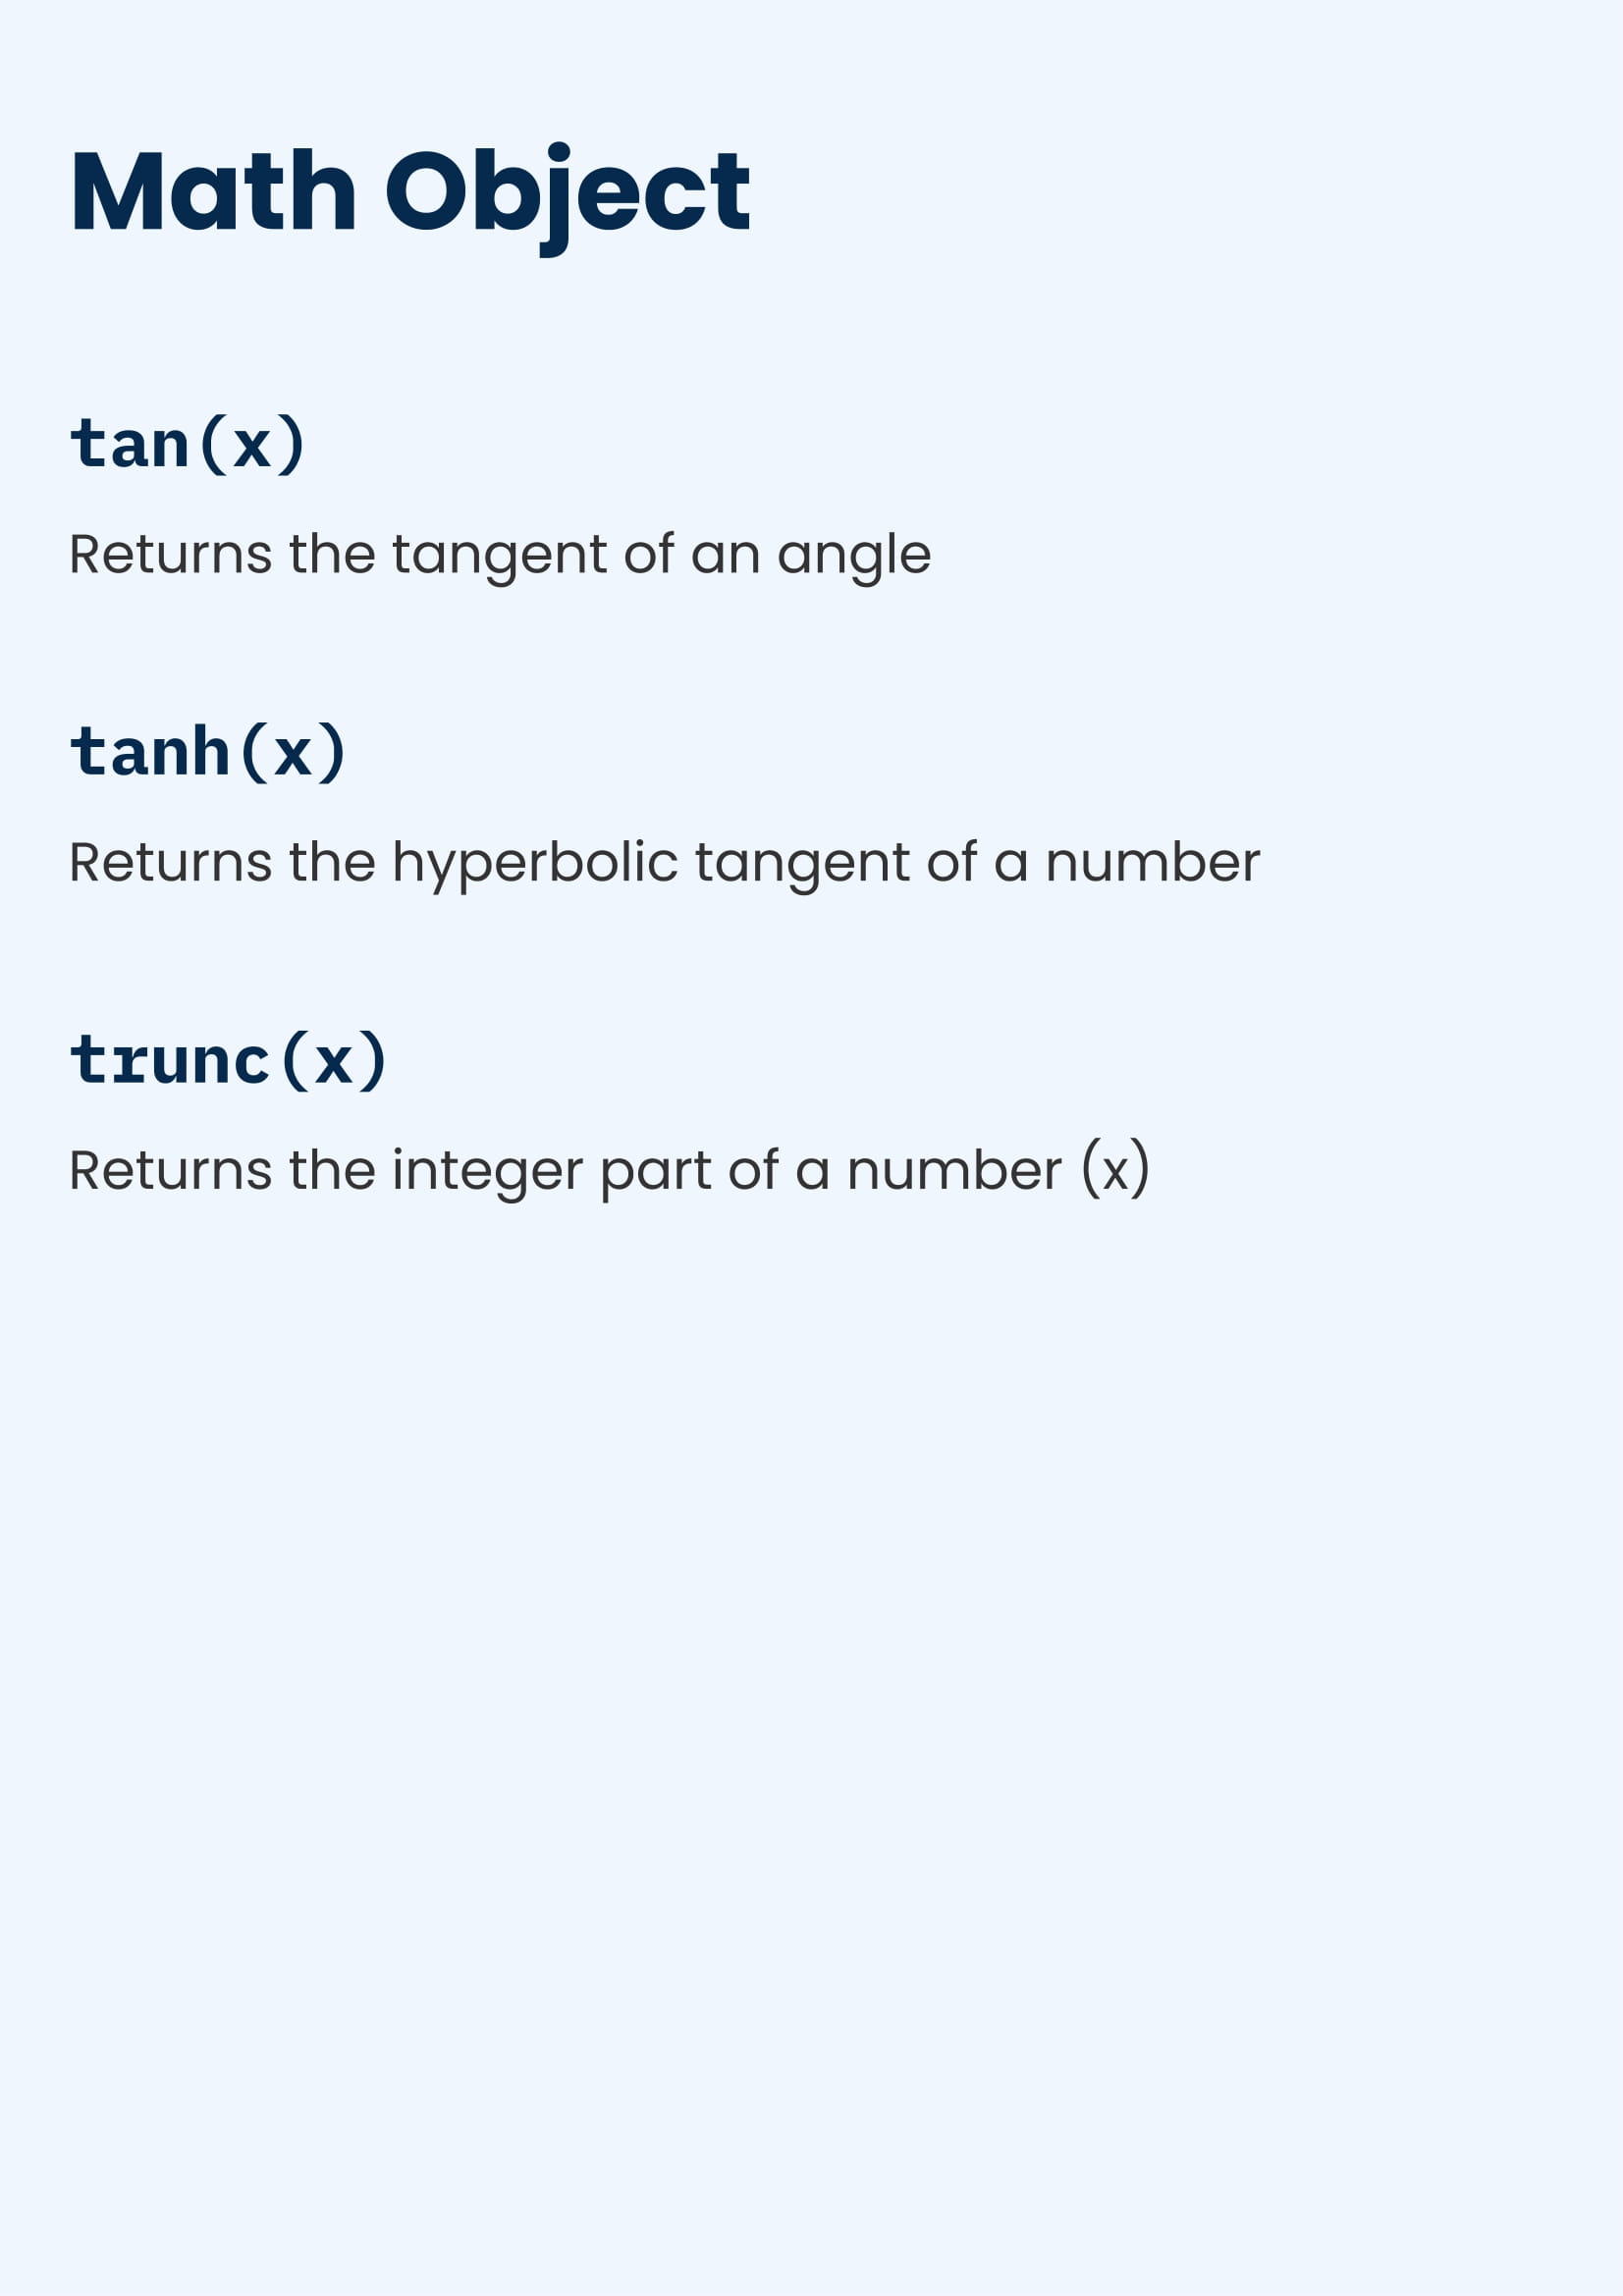 Math Object
tan(x)
Returns the tangent of an angle
tanh(x)
Returns the hyperbolic tangent of a number
trunc(x)
Returns the integer part of a number (x)